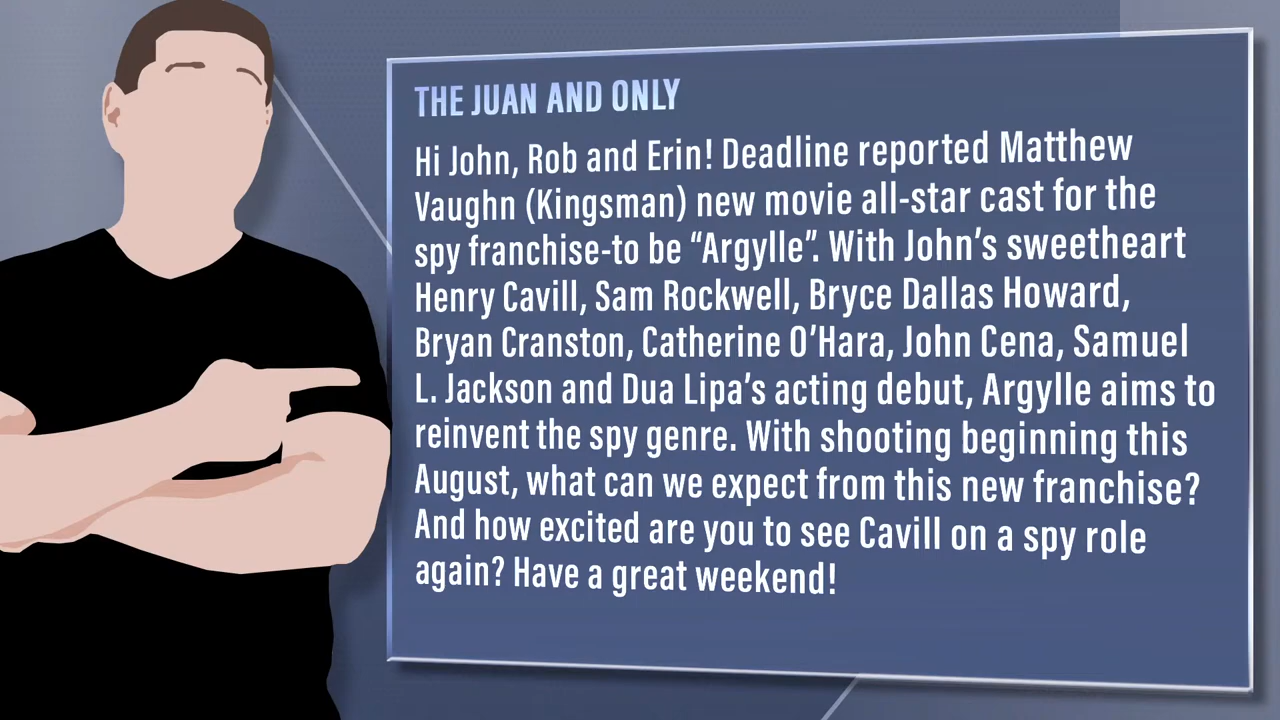 THE JUAN AND ONLY
Hi John, Rob and Erin! Deadline reported Matthew
Vaughn (Kingsman) new movie all-star cast for the
spy franchise-to be “Argylle”. With John’s sweetheart
Henry Cavill, Sam Rockwell, Bryce Dallas Howard,
Bryan Cranston, Catherine O’Hara, John Cena, Samuel
L. Jackson and Dua Lipa’s acting debut, Argylle aims to
reinvent the spy genre. With shooting beginning this
August, what can we expect from this new franchise?
And how excited are you to see Cavill on a spy role
again? Have a great weekend!